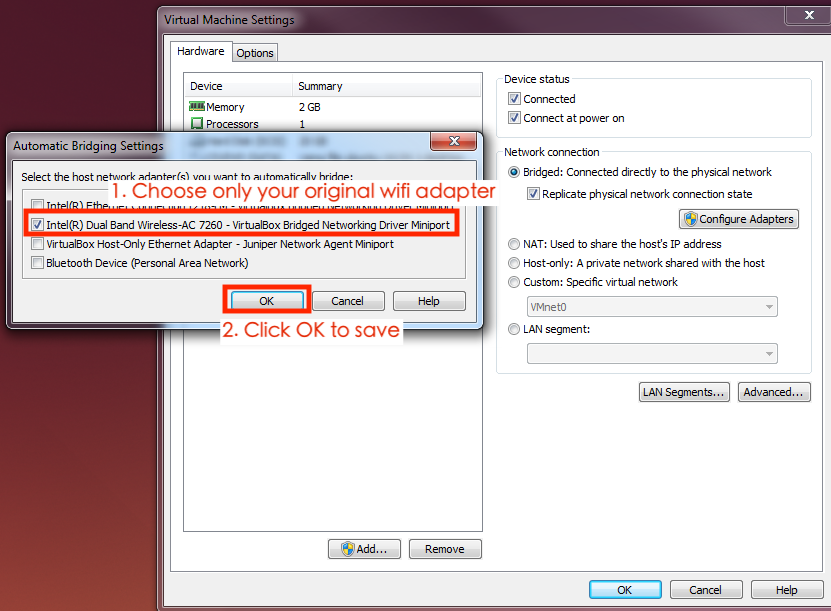 Virtual Machine Settings
Hardware
Options
Device Summary
Memory 2 GB
Processors 1
Automatic Bridging Settings
Select the host network adapter(s) you want to automatically bridge:
1. Choose only your original wifi adapter
Intel(R) Ethernet Connection
Intel(R) Dual Band Wireless-AC 7260 - VirtualBox Bridged Networking Driver Miniport
VirtualBox Host-Only Ethernet Adapter - Juniper Network Agent Miniport
Bluetooth Device (Personal Area Network)
OK Cancel Help
2. Click OK to save
Add... Remove
Device status
Connected
Connect at power on
Network connection
Bridged: Connected directly to the physical network
Replicate physical network connection state
Configure Adapters
NAT: Used to share the host's IP address
Host-only: A private network shared with the host
Custom: Specific virtual network
VMnet0
LAN segment:
LAN Segments... Advanced...
OK Cancel Help